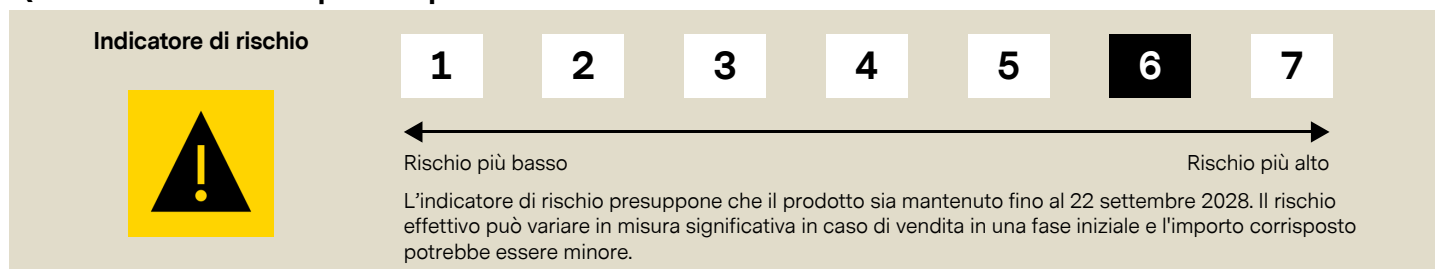 Indicatore di rischio
1 2 3 4 5 6 7
Rischio più basso Rischio più alto
L'indicatore di rischio presuppone che il prodotto sia mantenuto fino al 22 settembre 2028. Il rischio
effettivo può variare in misura significativa in caso di vendita in una fase iniziale e l'importo corrisposto
potrebbe essere minore.